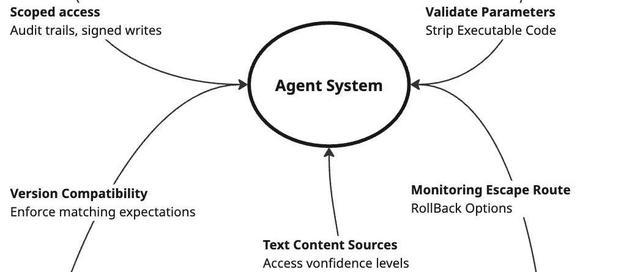 Scoped access
Audit trails, signed writes
Validate Parameters
Strip Executable Code
Agent System
Version Compatibility
Enforce matching expectations
Monitoring Escape Route
RollBack Options
Text Content Sources
Access vonfidence levels